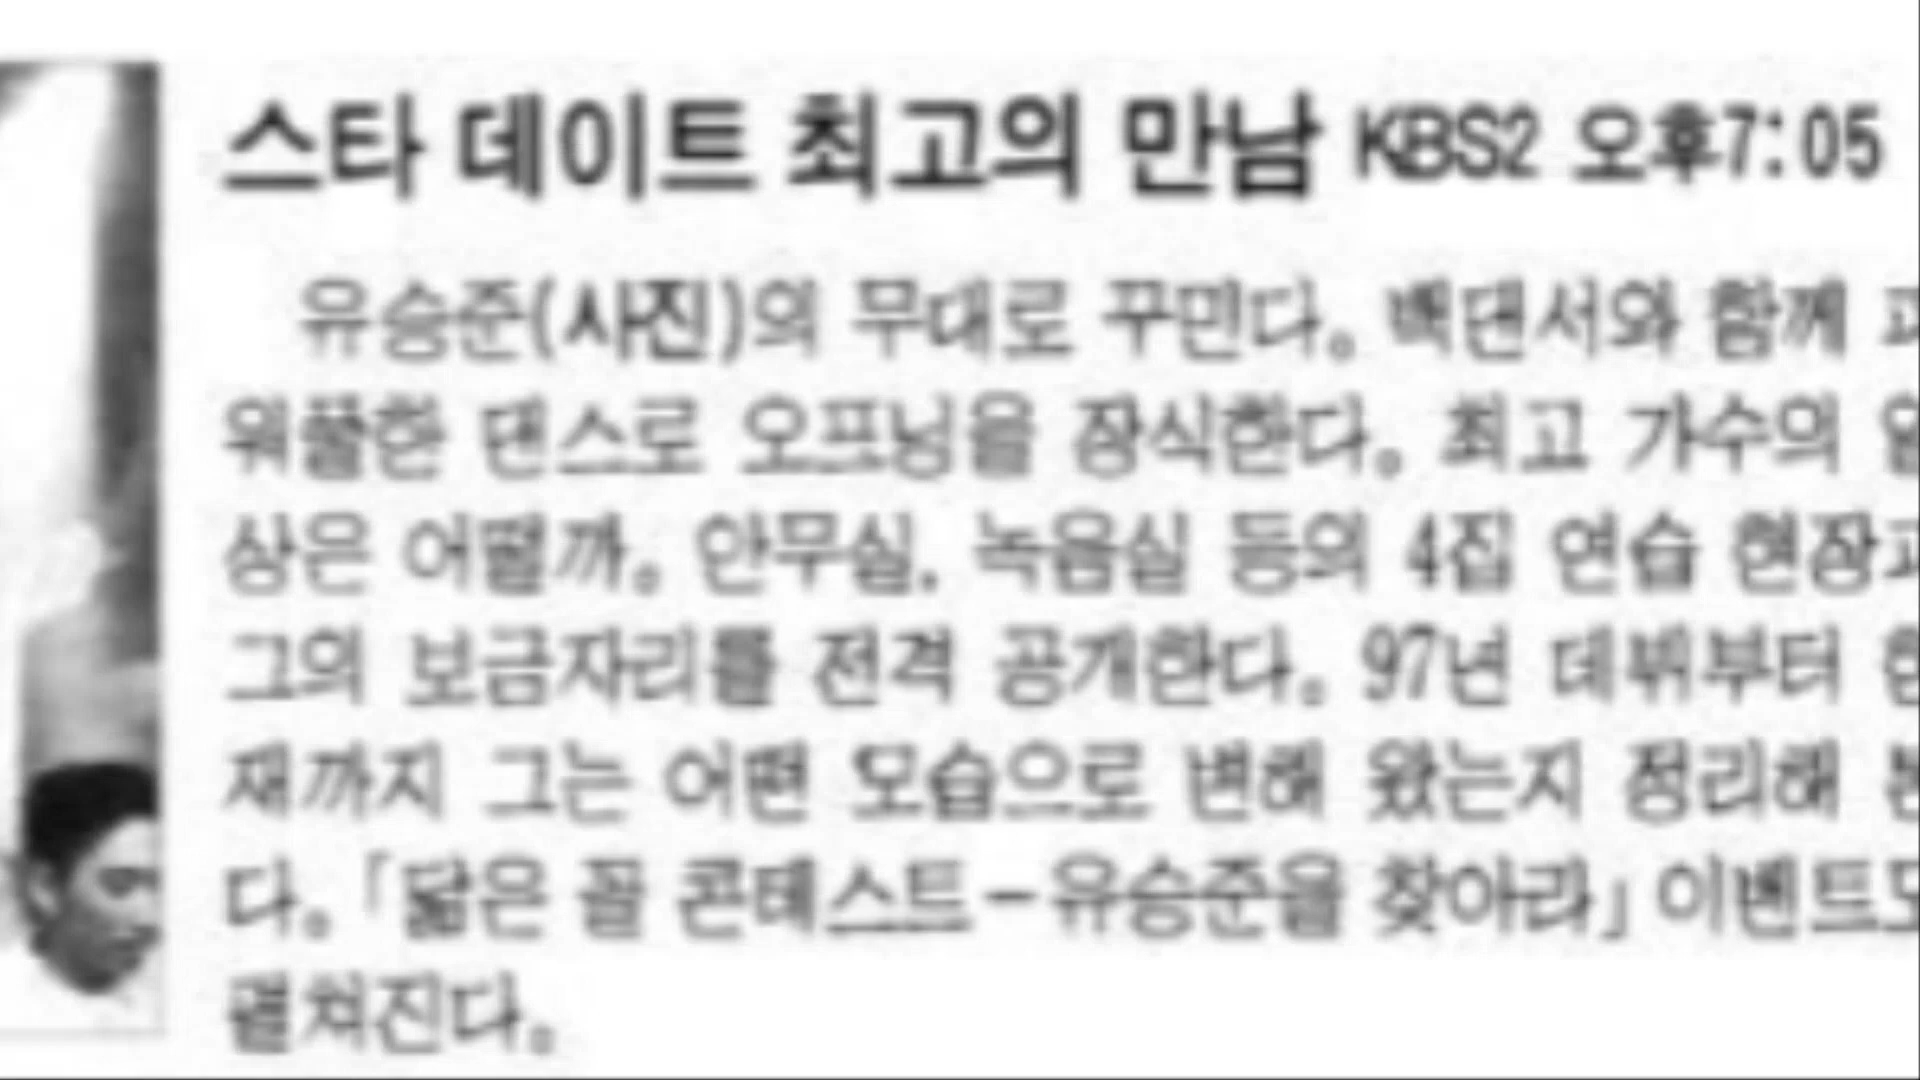 스타 데이트 최고의 만남 KBS2 오후7:05
유승준(사진)의 무대로 꾸민다. 백댄서와 함께 파
워풀한 댄스로 오프닝을 장식한다. 최고 가수의 일
상은 어떨까. 안무실, 녹음실 등의 4집 연습 현장과
그의 보금자리를 전격 공개한다. 97년 데뷔부터 현
재까지 그는 어떤 모습으로 변해 왔는지 정리해 본
다. 「닮은 꼴 콘테스트-유승준을 찾아라」 이벤트도
펼쳐진다.